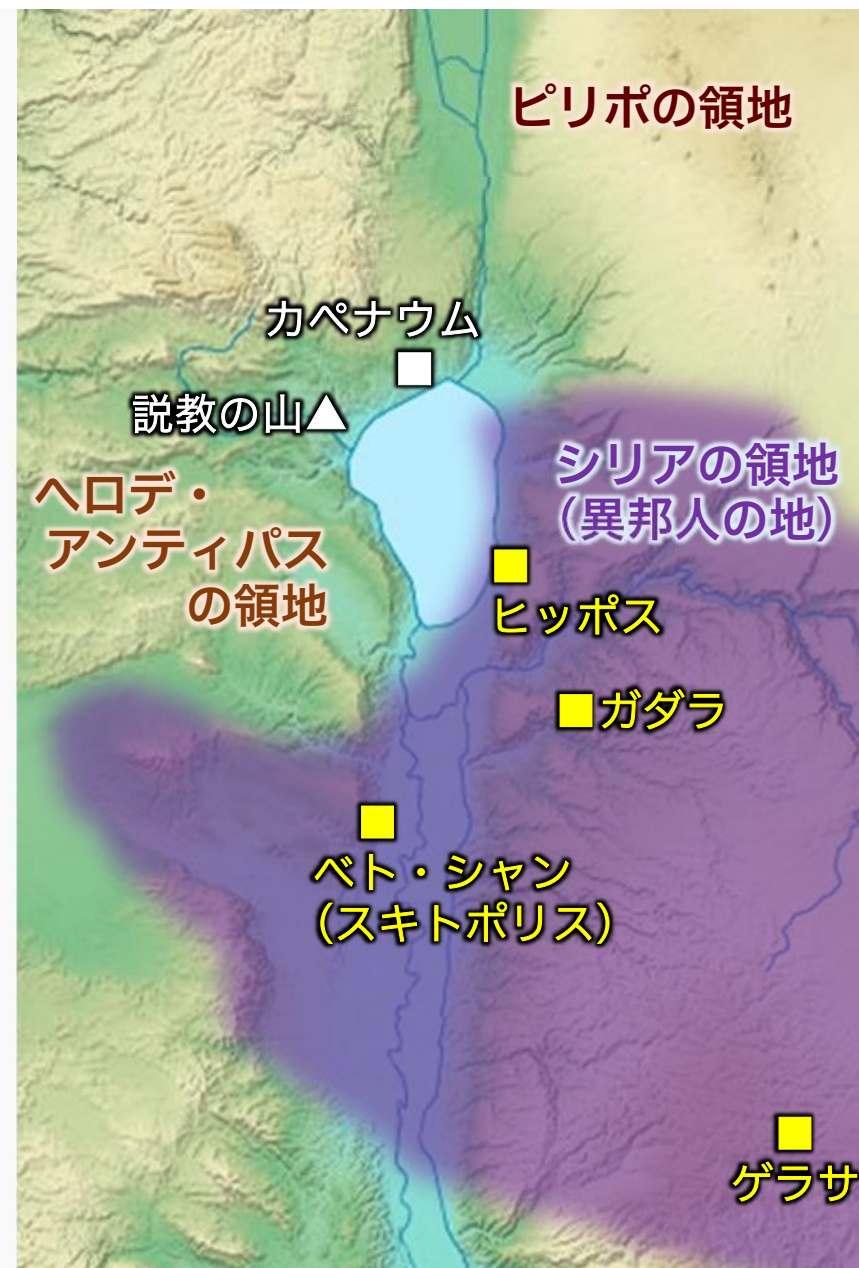 ピリポの領地
カペナウム
説教の山▲
シリアの領地
（異邦人の地）
ヘロデ・
アンティパス
の領地
ヒッポス
ガダラ
ベト・シャン
（スキトポリス）
ゲラサ